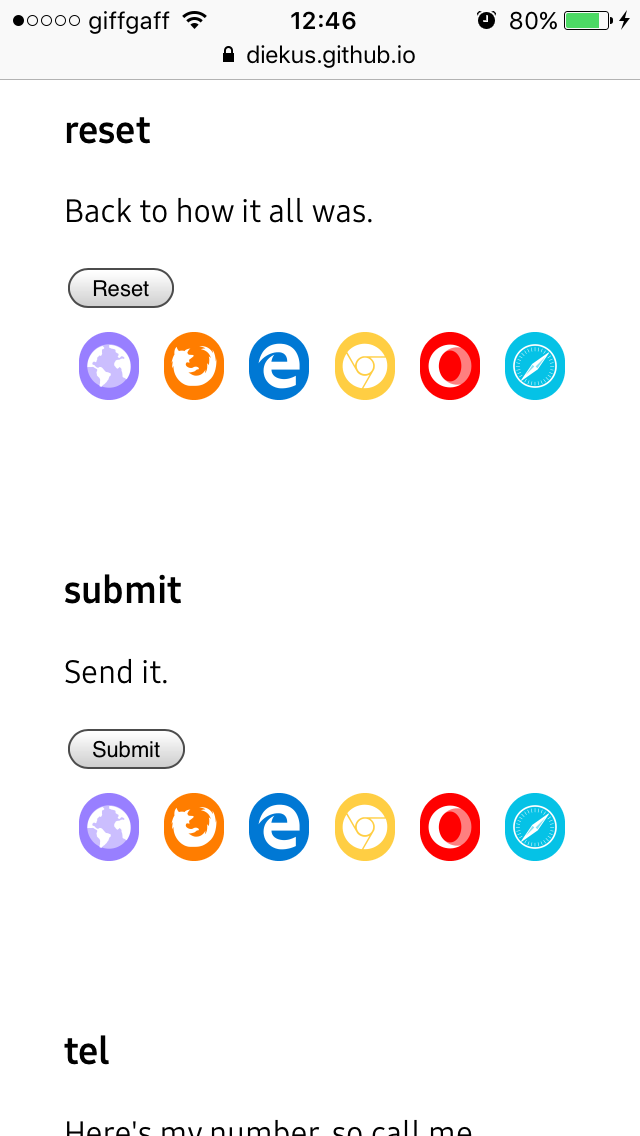 giffgaff 12:46 80%
diekus.github.io
reset
Back to how it all was.
Reset
submit
Send it.
Submit
tel
Here's my number, so call me